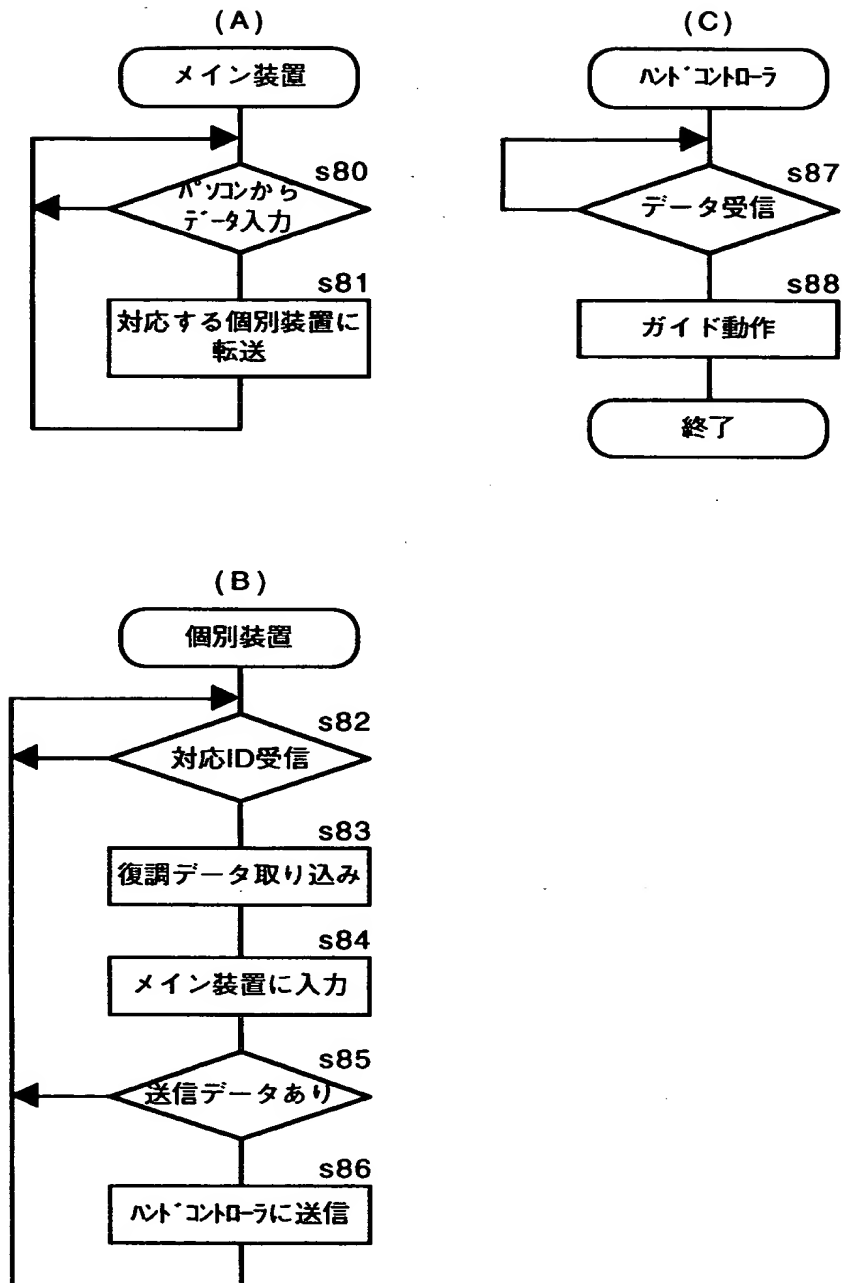 (A)
メイン装置
s80
パソコンから
データ入力
s81
対応する個別装置に
転送
(C)
ハンドコントローラ
s87
データ受信
s88
ガイド動作
終了
(B)
個別装置
s82
対応ID受信
s83
復調データ取り込み
s84
メイン装置に入力
s85
送信データあり
s86
ハンドコントローラに送信